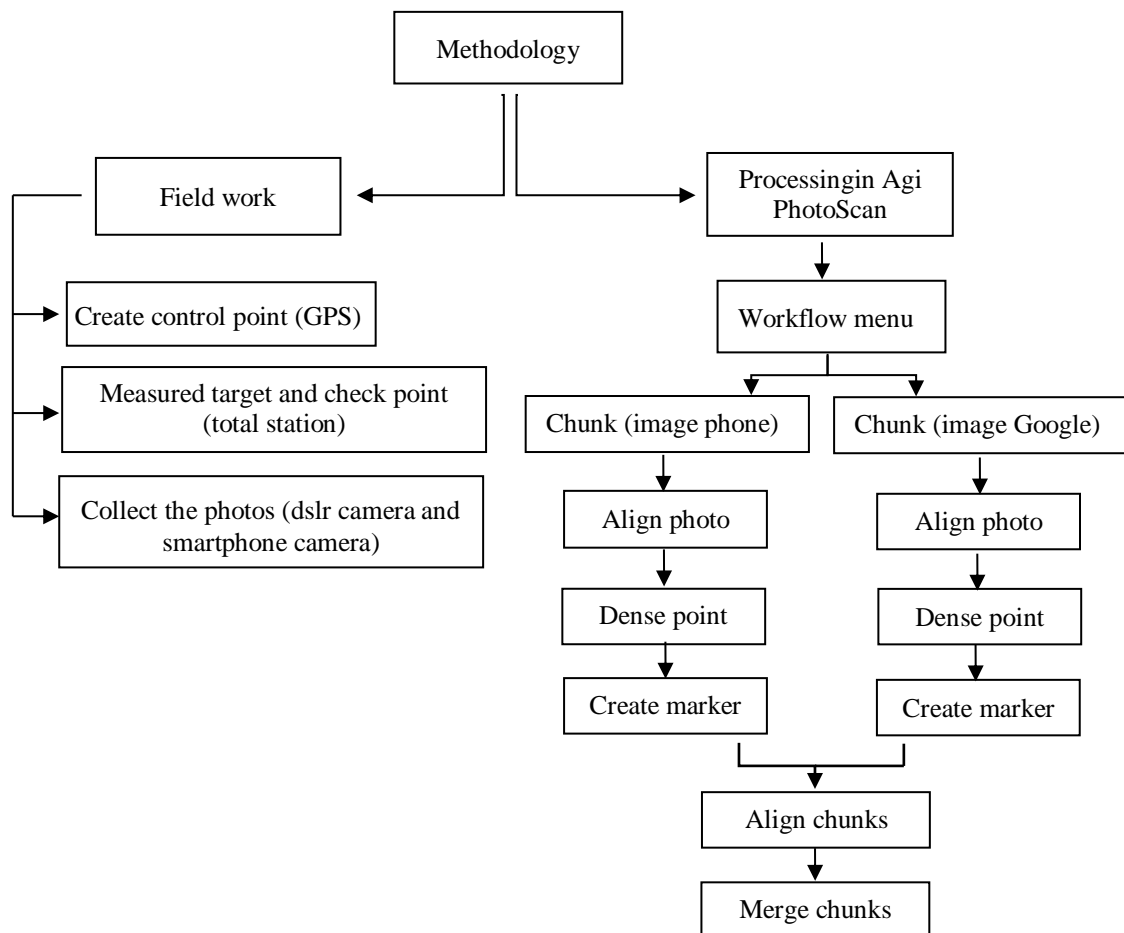 Methodology
Field work
Create control point (GPS)
Measured target and check point
(total station)
Collect the photos (dslr camera and
smartphone camera)
Processingin Agi
PhotoScan
Workflow menu
Chunk (image phone)
Align photo
Dense point
Create marker
Chunk (image Google)
Align photo
Dense point
Create marker
Align chunks
Merge chunks